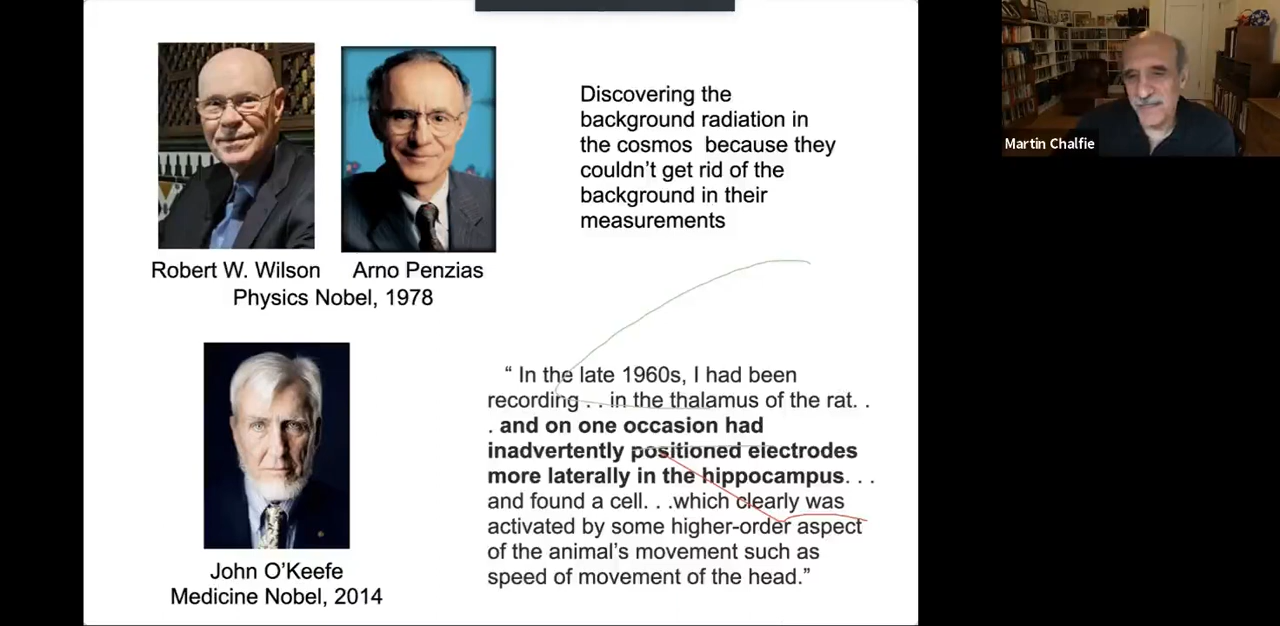 Discovering the
background radiation in
the cosmos because they
couldn't get rid of the
background in their
measurements
Martin Chalfie
Robert W. Wilson
Arno Penzias
Physics Nobel, 1978
“ In the late 1960s, I had been
recording . . in the thalamus of the rat. .
. and on one occasion had
inadvertently positioned electrodes
more laterally in the hippocampus. . .
and found a cell. . .which clearly was
activated by some higher-order aspect
of the animal’s movement such as
speed of movement of the head.”
John O’Keefe
Medicine Nobel, 2014